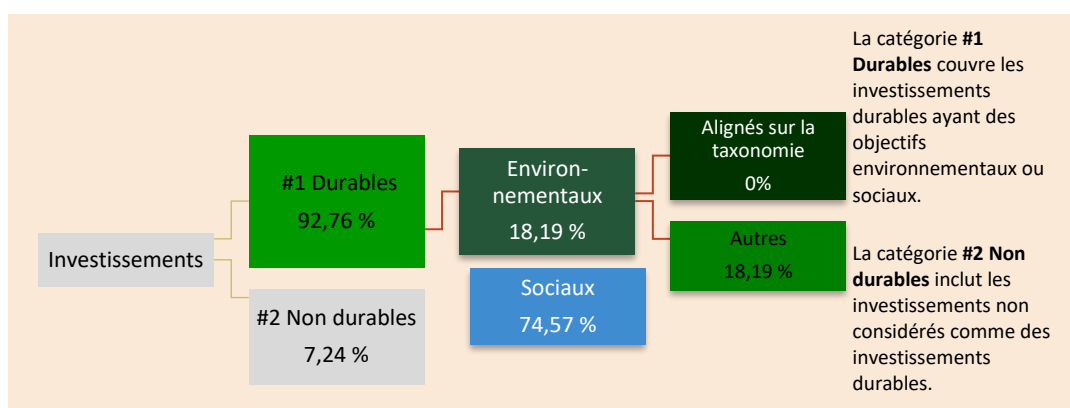 Investissements
#1 Durables
92,76 %
#2 Non durables
7,24 %
Environ-
nementaux
18,19 %
Sociaux
74,57 %
Alignés sur la
taxonomie
0%
Autres
18,19 %
La catégorie #1
Durables couvre les
investissements
durables ayant des
objectifs
environnementaux ou
sociaux.
La catégorie #2 Non
durables inclut les
investissements non
considérés comme des
investissements
durables.